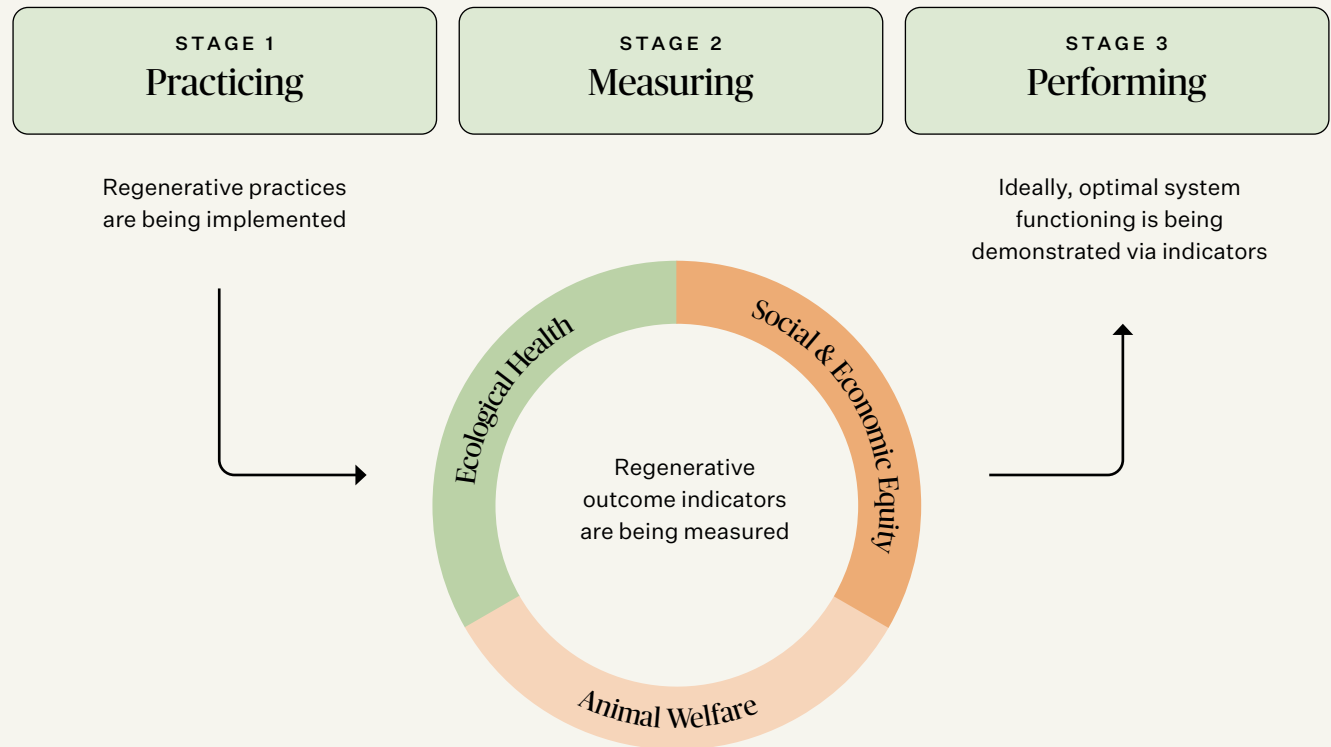 STAGE 1
Practicing
STAGE 2
Measuring
STAGE 3
Performing
Regenerative practices
are being implemented
Ideally, optimal system
functioning is being
demonstrated via indicators
Ecological Health
Social & Economic Equity
Regenerative
outcome indicators
are being measured
Animal Welfare